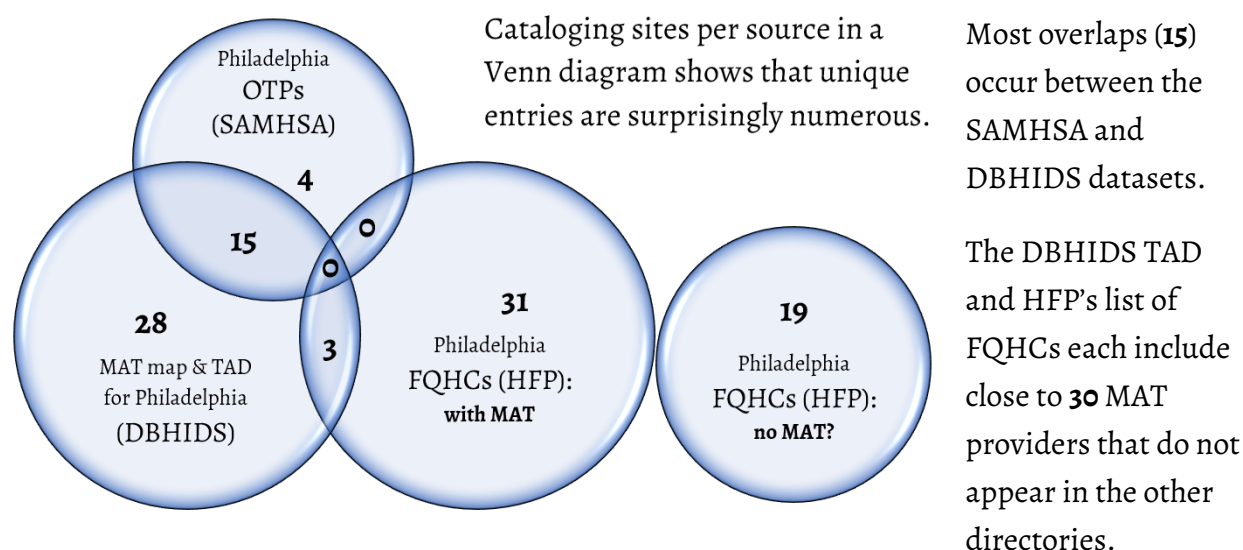 Philadelphia
OTPs
(SAMHSA)
4
15
0
0
28
MAT map & TAD
for Philadelphia
(DBHIDS)
3
31
Philadelphia
FQHCs (HFP):
with MAT
19
Philadelphia
FQHCs (HFP):
no MAT?
Cataloging sites per source in a
Venn diagram shows that unique
entries are surprisingly numerous.
Most overlaps (15)
occur between the
SAMHSA and
DBHIDS datasets.
The DBHIDS TAD
and HFP’s list of
FQHCs each include
close to 30 MAT
providers that do not
appear in the other
directories.